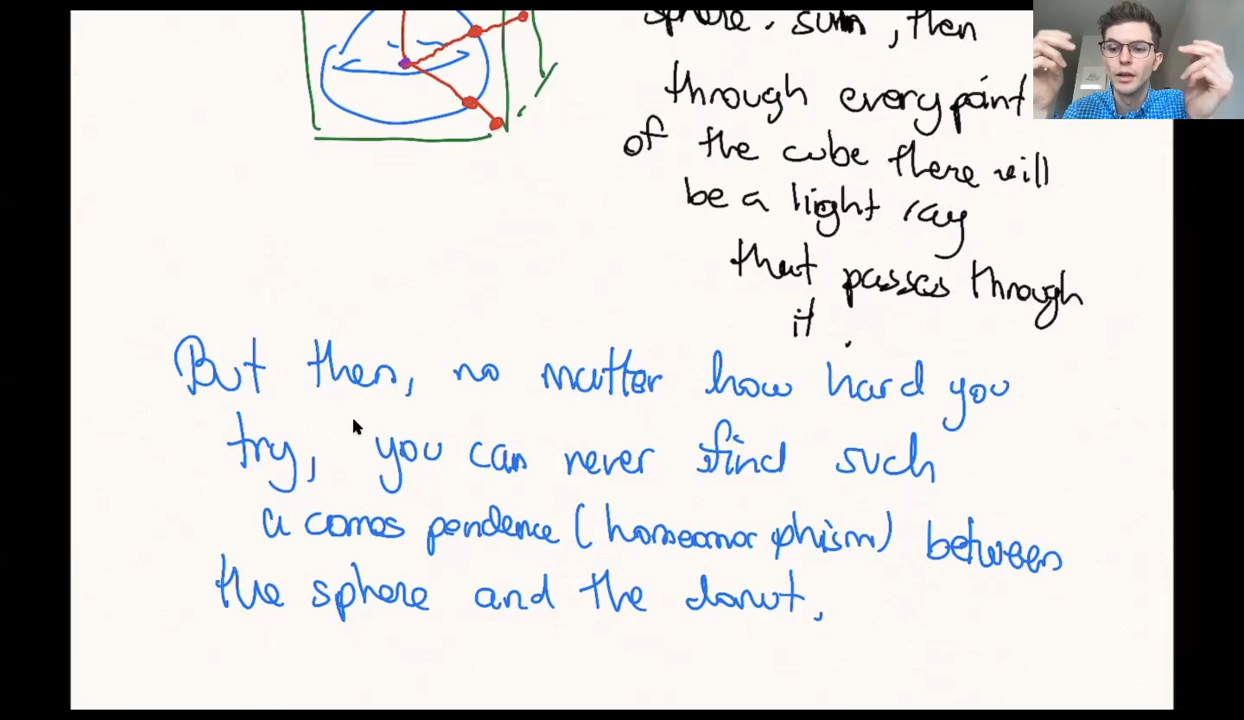 sphere. sum, then
through every point
of the cube there will
be a light ray
that passes through
it.
But then, no matter how hard you
try, you can never find such
a corres pondence (homeomorphism) between
the sphere and the donut,